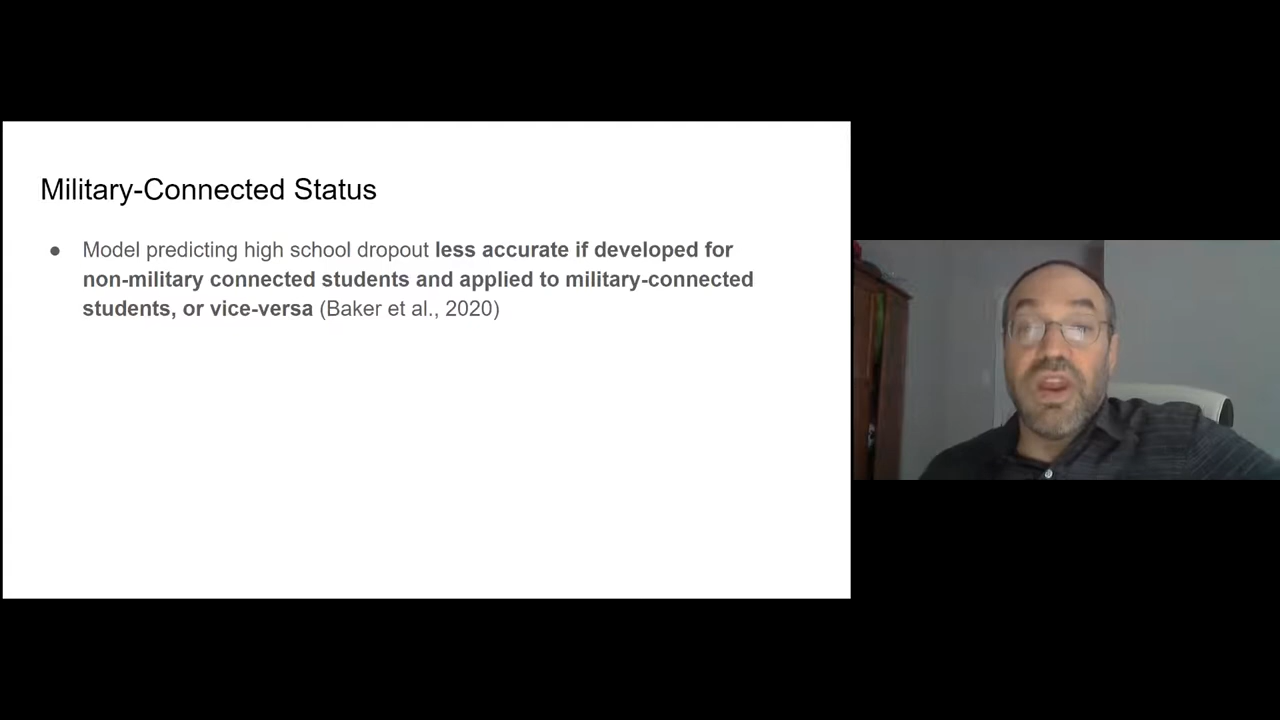 Military-Connected Status
● Model predicting high school dropout less accurate if developed for
non-military connected students and applied to military-connected
students, or vice-versa (Baker et al., 2020)